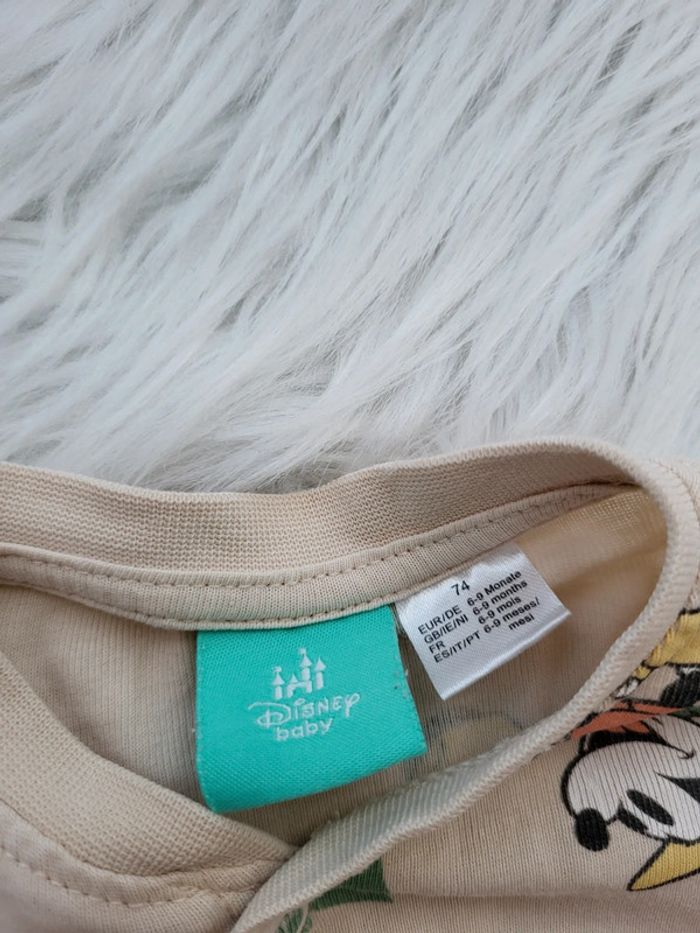 74
EUR/DE 6-9 Monate
GB/IE/NI 6-9 months
FR 6-9 mois
ES/IT/PT 6-9 meses/
mesi
Disney
baby